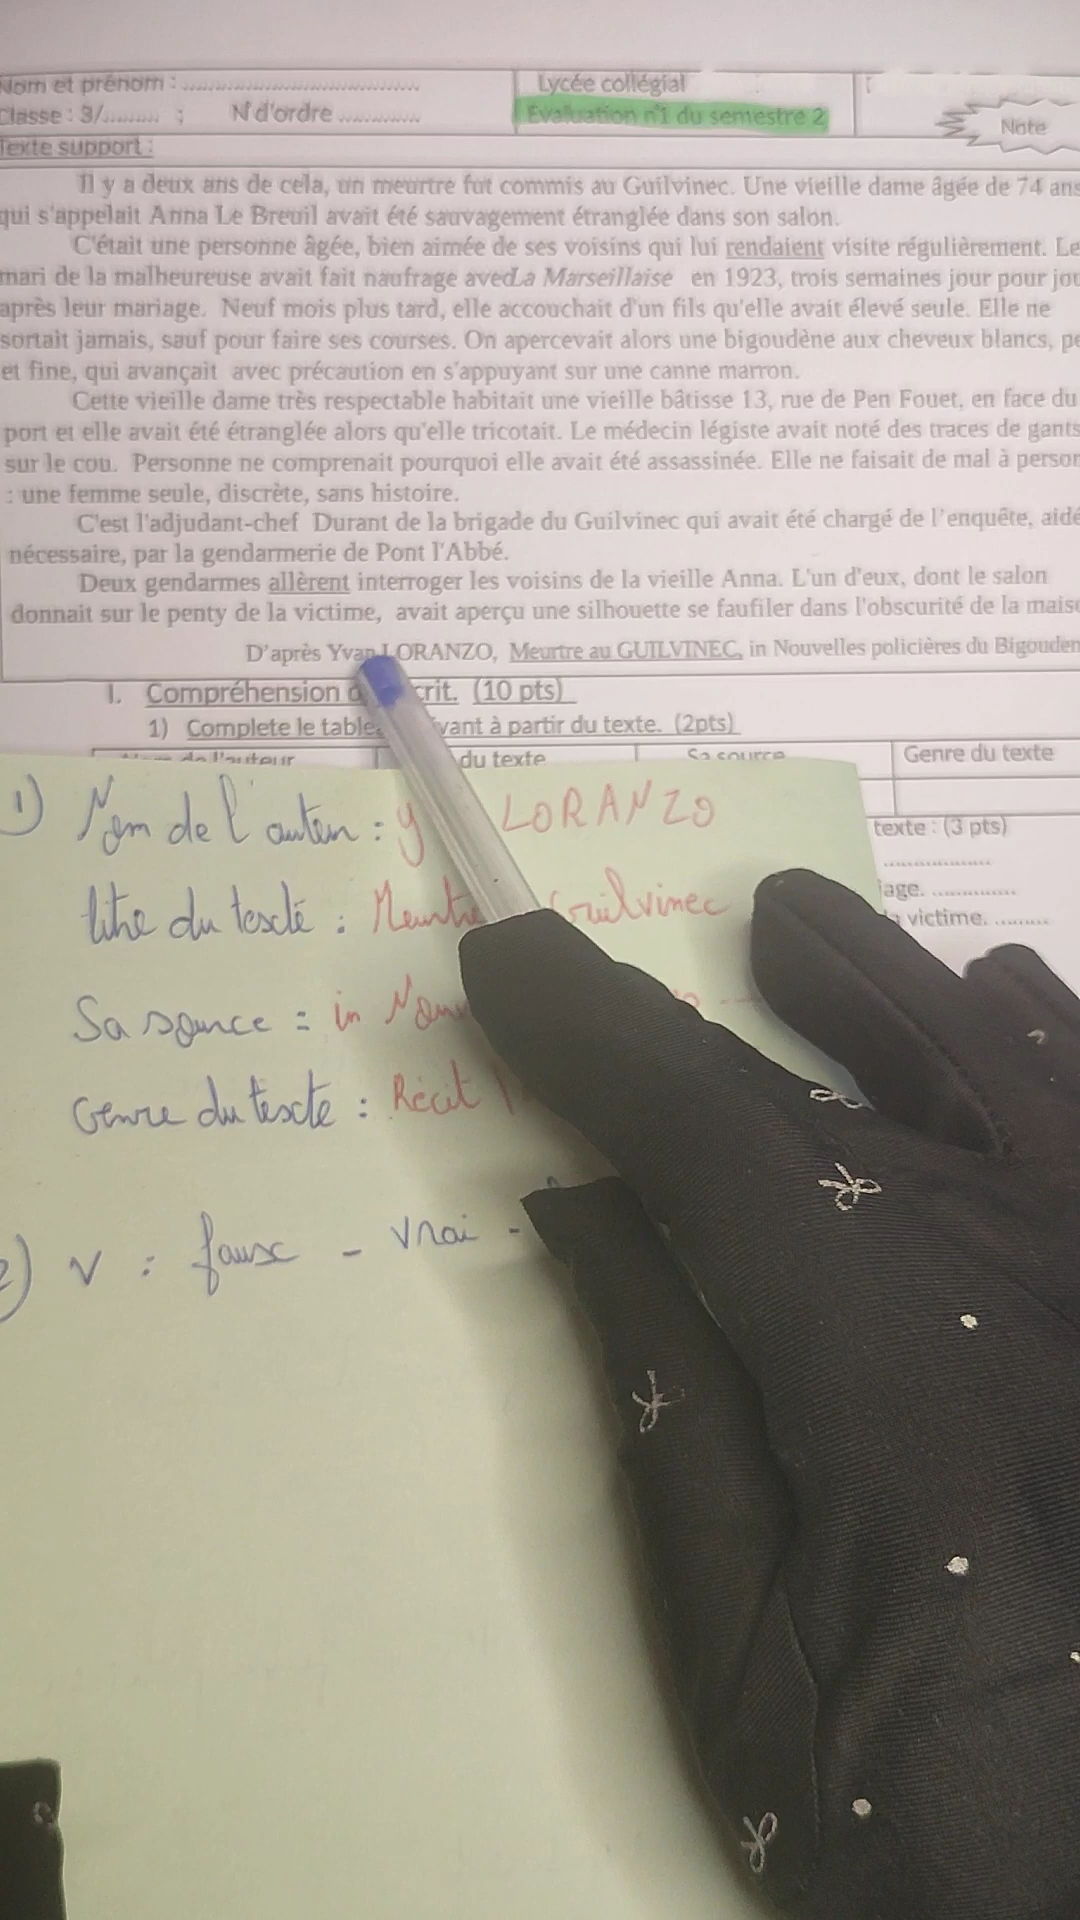 Nom et prénom : ........................................
Lycée collégial
Classe : 3/......... ; N°d'ordre .............
Evaluation n°1 du semestre 2
Note
Texte support :
Il y a deux ans de cela, un meurtre fut commis au Guilvinec. Une vieille dame âgée de 74 ans
qui s'appelait Anna Le Breuil avait été sauvagement étranglée dans son salon.
C'était une personne âgée, bien aimée de ses voisins qui lui rendaient visite régulièrement. Le
mari de la malheureuse avait fait naufrage avec La Marseillaise en 1923, trois semaines jour pour jou
après leur mariage. Neuf mois plus tard, elle accouchait d'un fils qu'elle avait élevé seule. Elle ne
sortait jamais, sauf pour faire ses courses. On apercevait alors une bigoudène aux cheveux blancs, pe
et fine, qui avançait avec précaution en s'appuyant sur une canne marron.
Cette vieille dame très respectable habitait une vieille bâtisse 13, rue de Pen Fouet, en face du
port et elle avait été étranglée alors qu'elle tricotait. Le médecin légiste avait noté des traces de gants
sur le cou. Personne ne comprenait pourquoi elle avait été assassinée. Elle ne faisait de mal à person
: une femme seule, discrète, sans histoire.
C'est l'adjudant-chef Durant de la brigade du Guilvinec qui avait été chargé de l'enquête, aidé
nécessaire, par la gendarmerie de Pont l'Abbé.
Deux gendarmes allèrent interroger les voisins de la vieille Anna. L'un d'eux, dont le salon
donnait sur le penty de la victime, avait aperçu une silhouette se faufiler dans l'obscurité de la maiso
D'après Yvan LORANZO, Meurtre au GUILVINEC, in Nouvelles policières du Bigouden
I. Compréhension crit. (10 pts)
1) Complete le table vant à partir du texte. (2pts)
de l'auteur du texte Sa source Genre du texte
1) Nom de l'auteur : y LORANZO
texte : (3 pts)
....................
iage. ...............
titre du texte : Meurtre Guilvinec
victime. .........
Sa source = in Nouv
Genre du texte : Récit
2) V : faux - vrai -